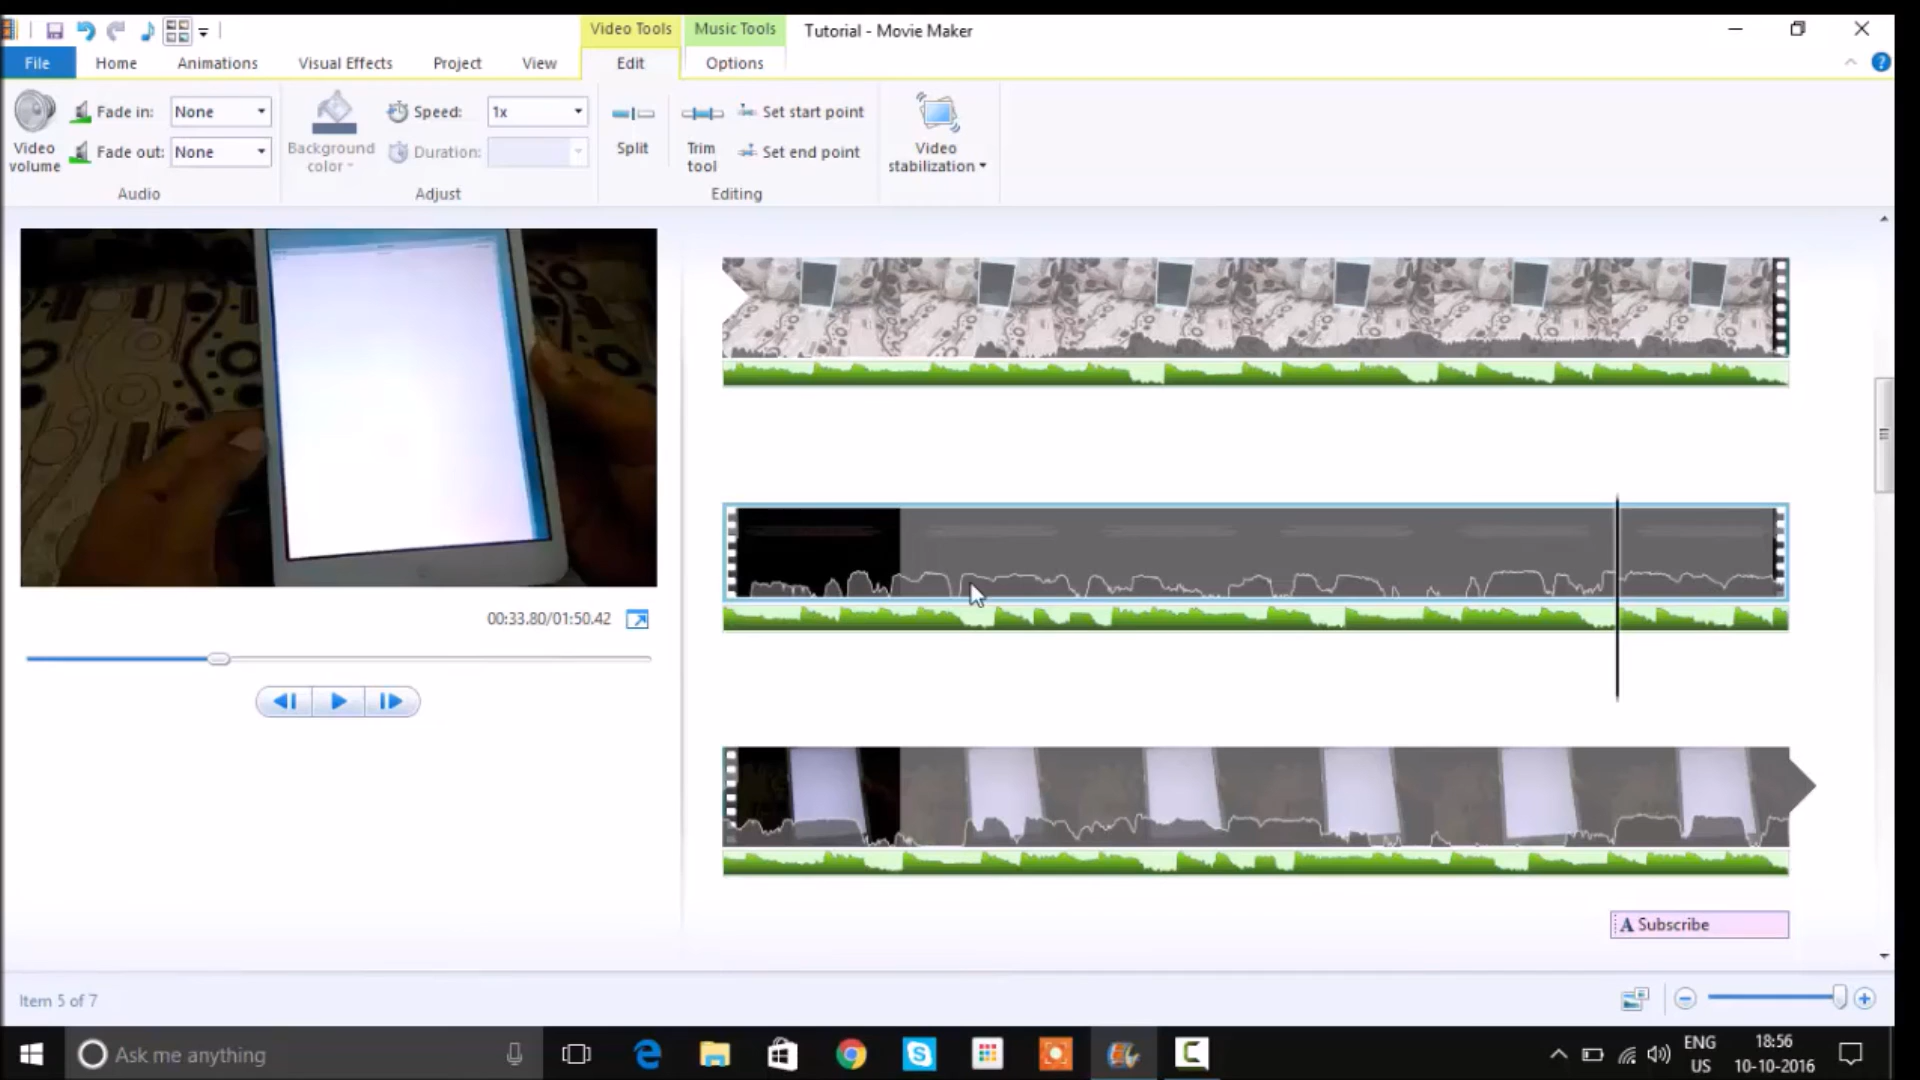 Video Tools
Music Tools
Tutorial - Movie Maker
File
Home
Animations
Visual Effects
Project
View
Edit
Options
Video volume
Fade in: None
Fade out: None
Audio
Background color
Speed: 1x
Duration:
Adjust
Split
Trim tool
Set start point
Set end point
Editing
Video stabilization
00:33.80/01:50.42
A Subscribe
Item 5 of 7
Ask me anything
ENG
US
18:56
10-10-2016